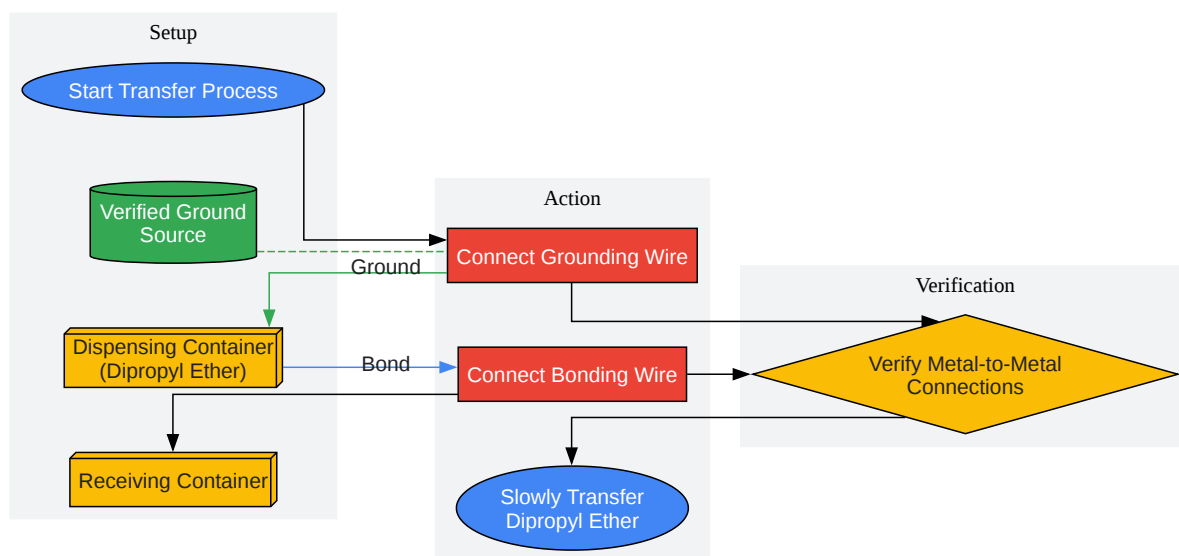 Setup
Start Transfer Process
Verified Ground
Source
Action
Connect Grounding Wire
Ground
Verification
Dispensing Container
(Dipropyl Ether)
Bond
Connect Bonding Wire
Verify Metal-to-Metal
Connections
Receiving Container
Slowly Transfer
Dipropyl Ether